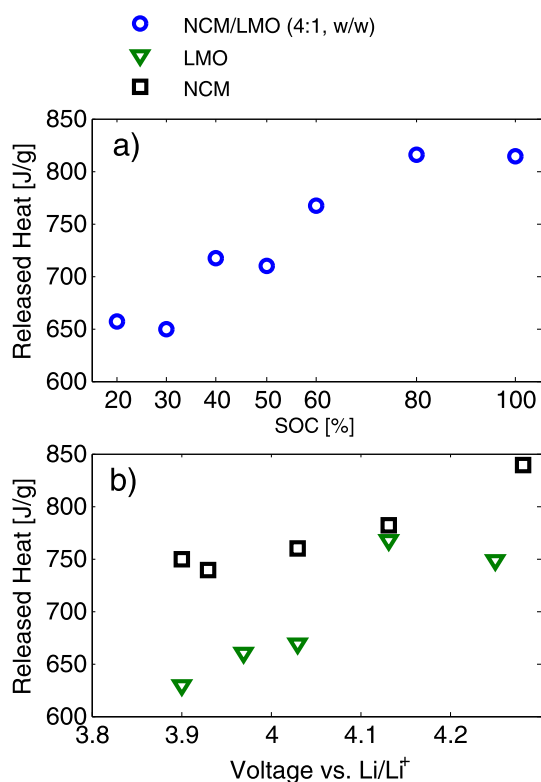 NCM/LMO (4:1, w/w)
LMO
NCM
a)
Released Heat [J/g]
850
800
750
700
650
600
20 30 40 50 60 80 100
SOC [%]
b)
Released Heat [J/g]
850
800
750
700
650
600
3.8 3.9 4 4.1 4.2
Voltage vs. Li/Li⁺